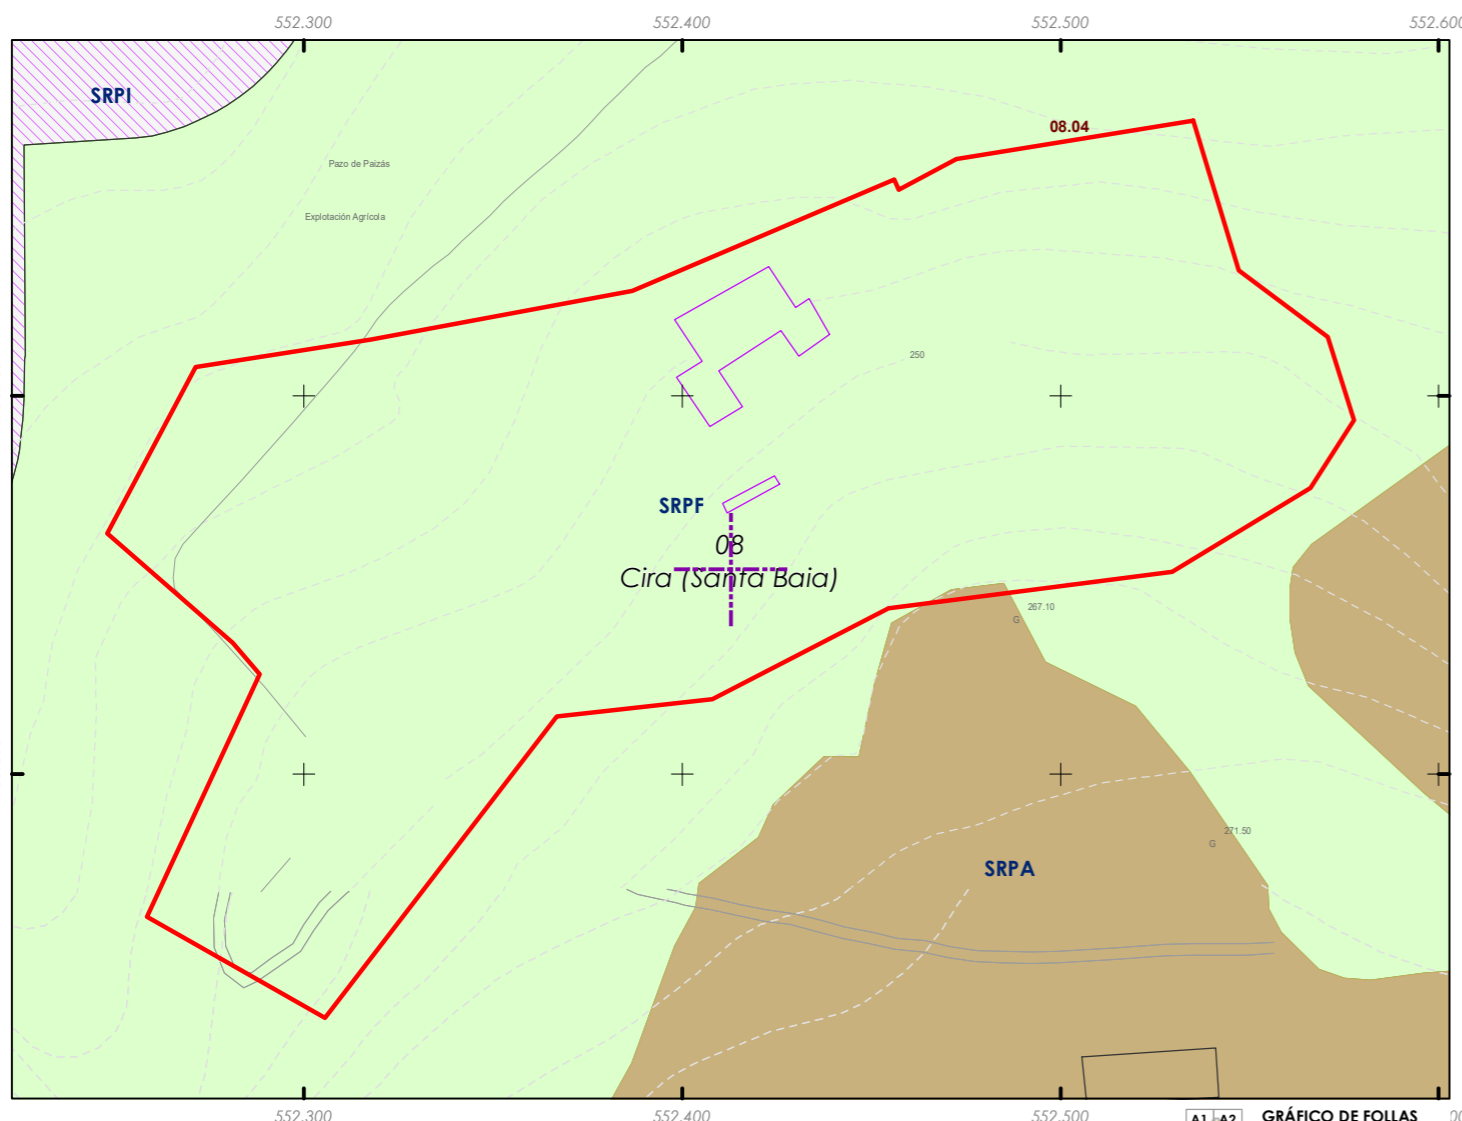 552.300 552.400 552.500 552.600
SRPI
08.04
Pazo de Paizás
Explotación Agrícola
250
SRPF
08
Cira (Santa Baia)
267.10
G
271.50
G
SRPA
552.300 552.400 552.500
A1 A2 GRÁFICO DE FOLLAS